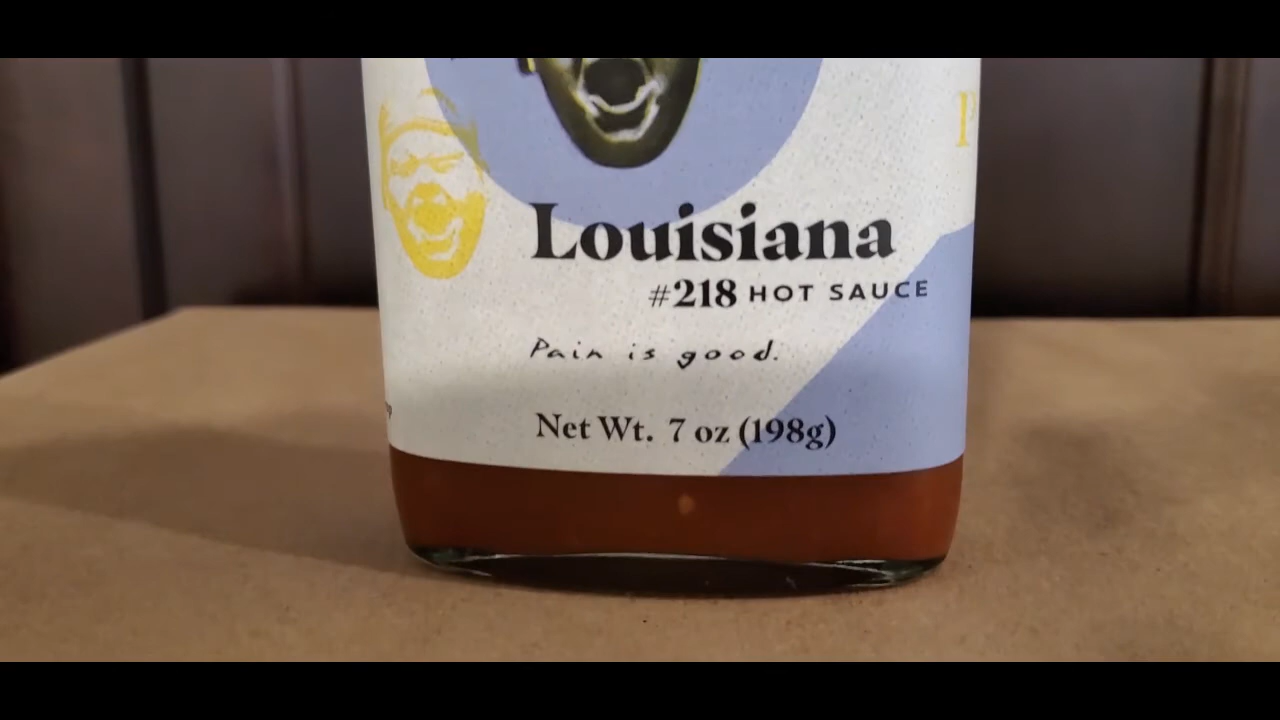 Louisiana
#218 HOT SAUCE
Pain is good.
Net Wt. 7 oz (198g)
P